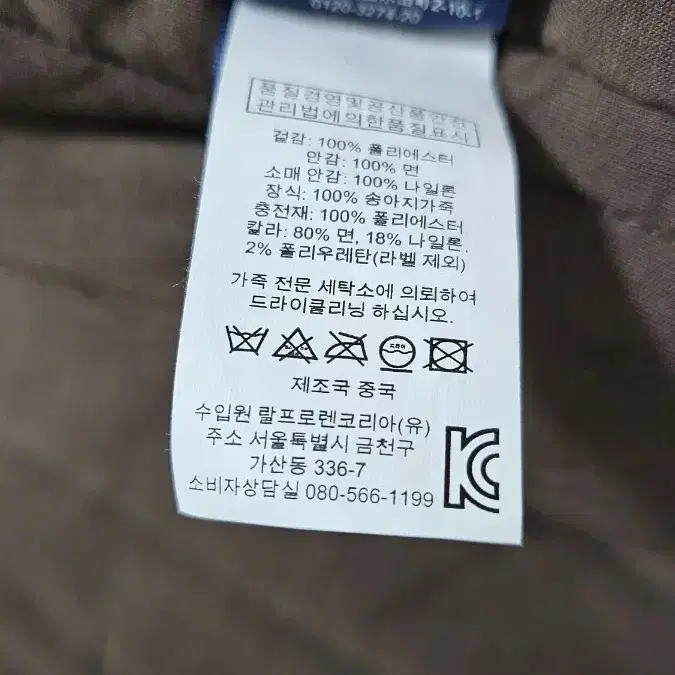 0120-3274-20
품질경영및공산품안전
관리법에의한품질표시
겉감: 100% 폴리에스터
안감: 100% 면
소매 안감: 100% 나일론
장식: 100% 송아지가죽
충전재: 100% 폴리에스터
칼라: 80% 면, 18% 나일론,
2% 폴리우레탄(라벨 제외)
가죽 전문 세탁소에 의뢰하여
드라이클리닝 하십시오.
드라이
제조국 중국
수입원 랄프로렌코리아(유)
주소 서울특별시 금천구
가산동 336-7
소비자상담실 080-566-1199